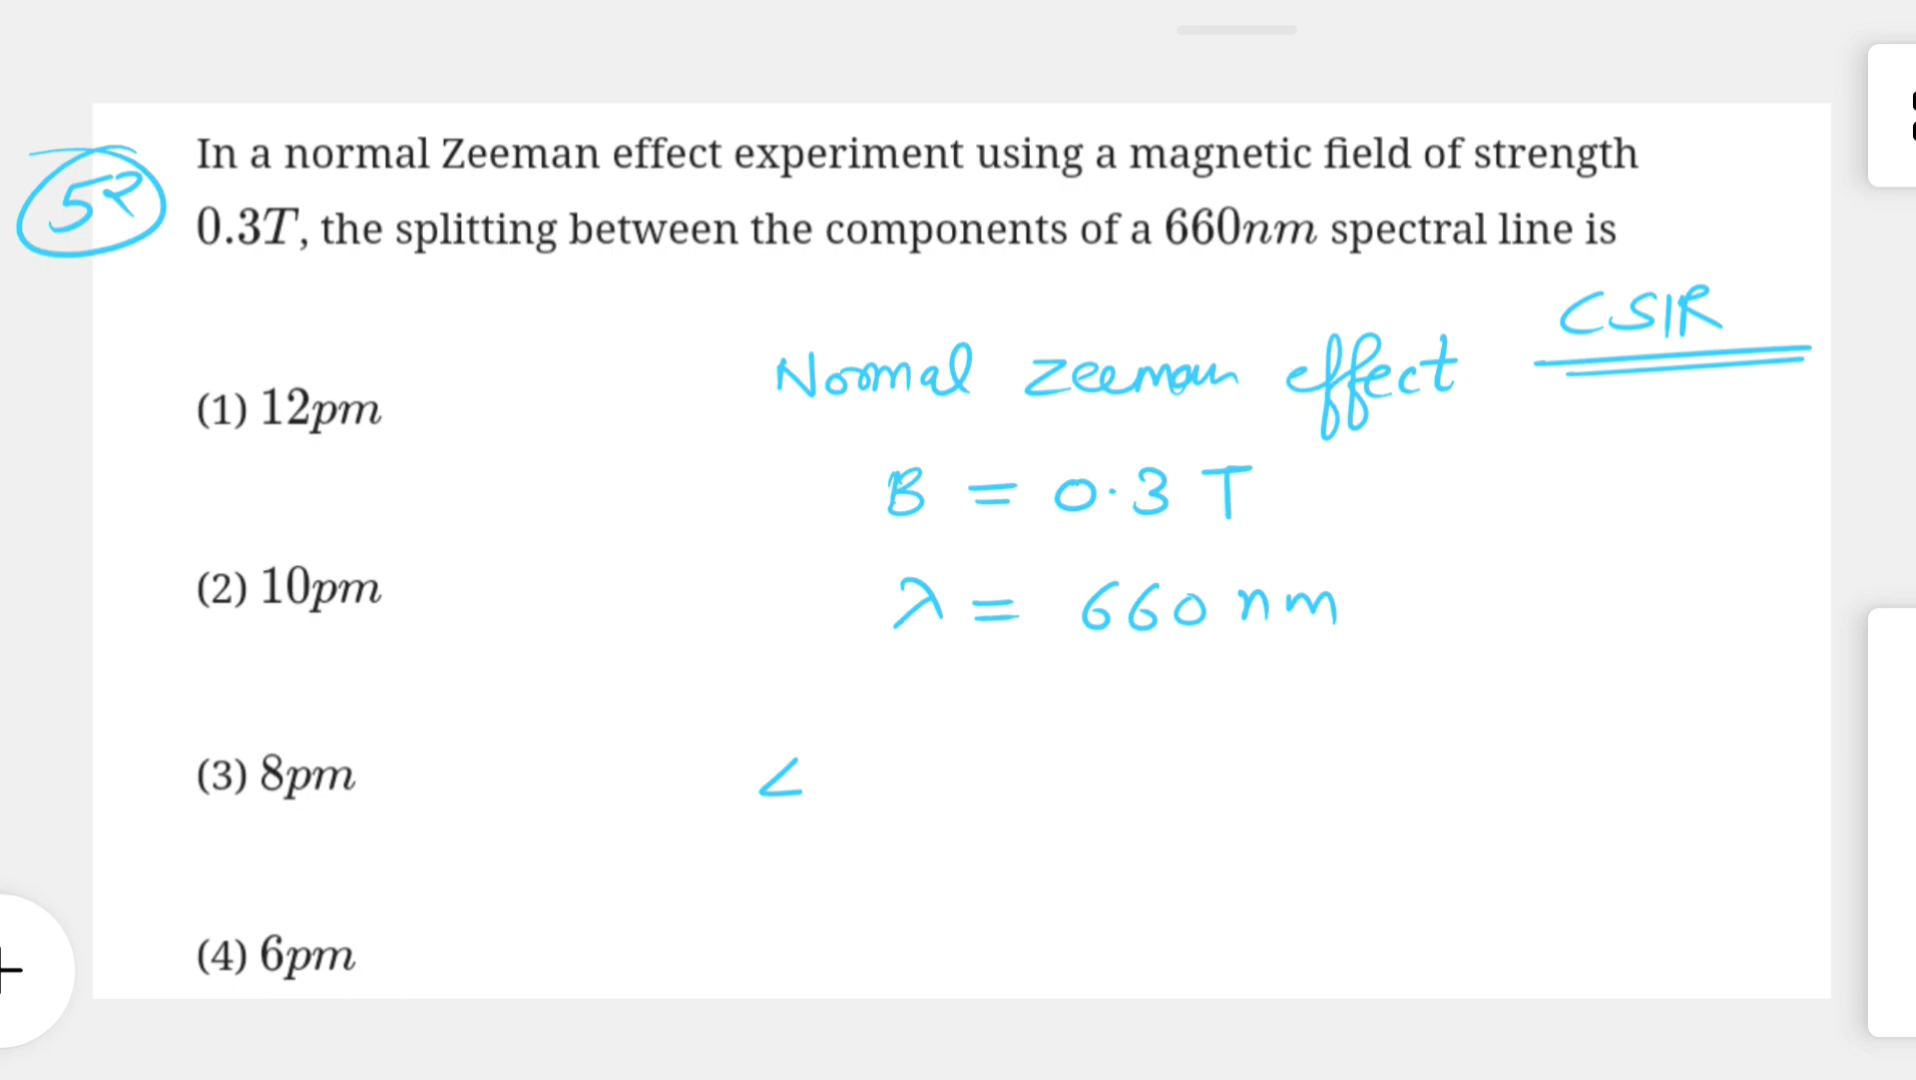 In a normal Zeeman effect experiment using a magnetic field of strength
52
0.3T, the splitting between the components of a 660nm spectral line is
CSIR
Normal zeeman effect
(1) 12pm
B = 0.3 T
(2) 10pm
λ = 660 nm
(3) 8pm
(4) 6pm